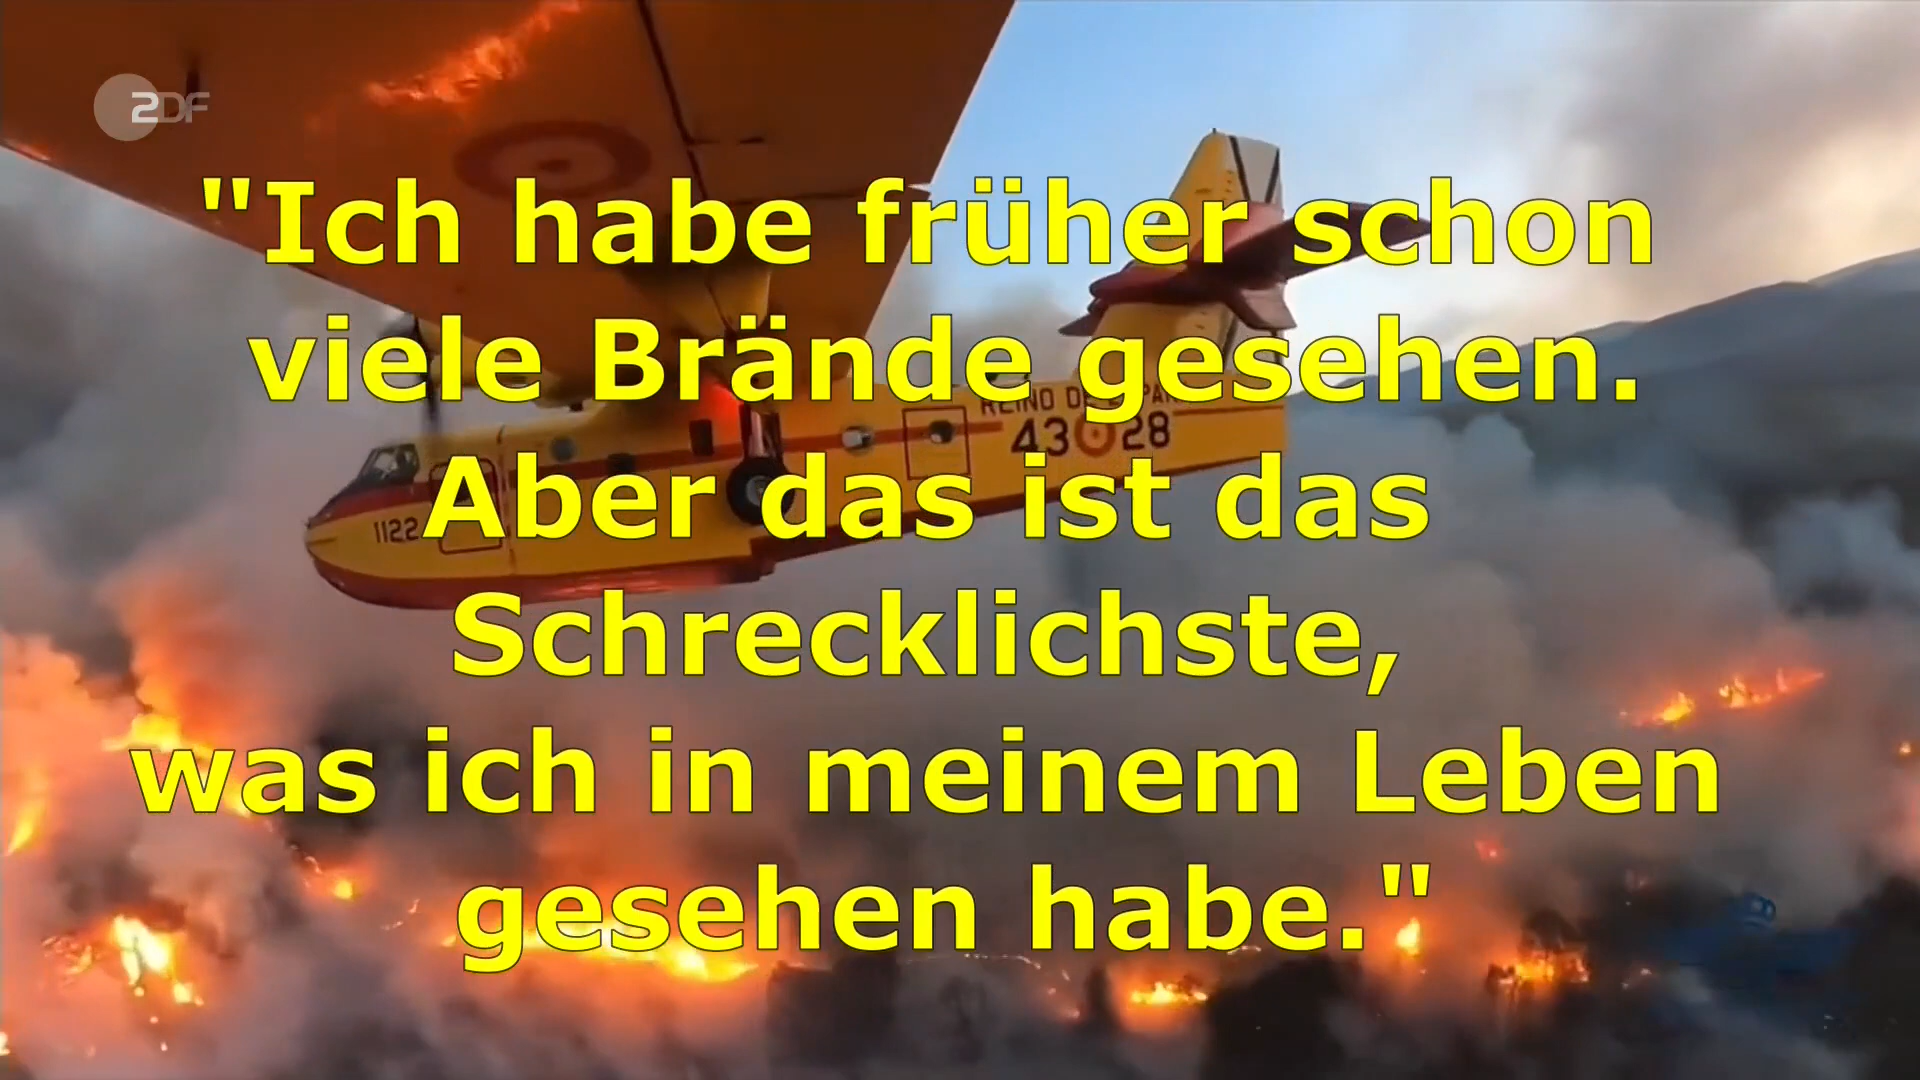 ZDF
"Ich habe früher schon
viele Brände gesehen.
REINO DE
43 28
Aber das ist das
1122
Schrecklichste,
was ich in meinem Leben
gesehen habe."